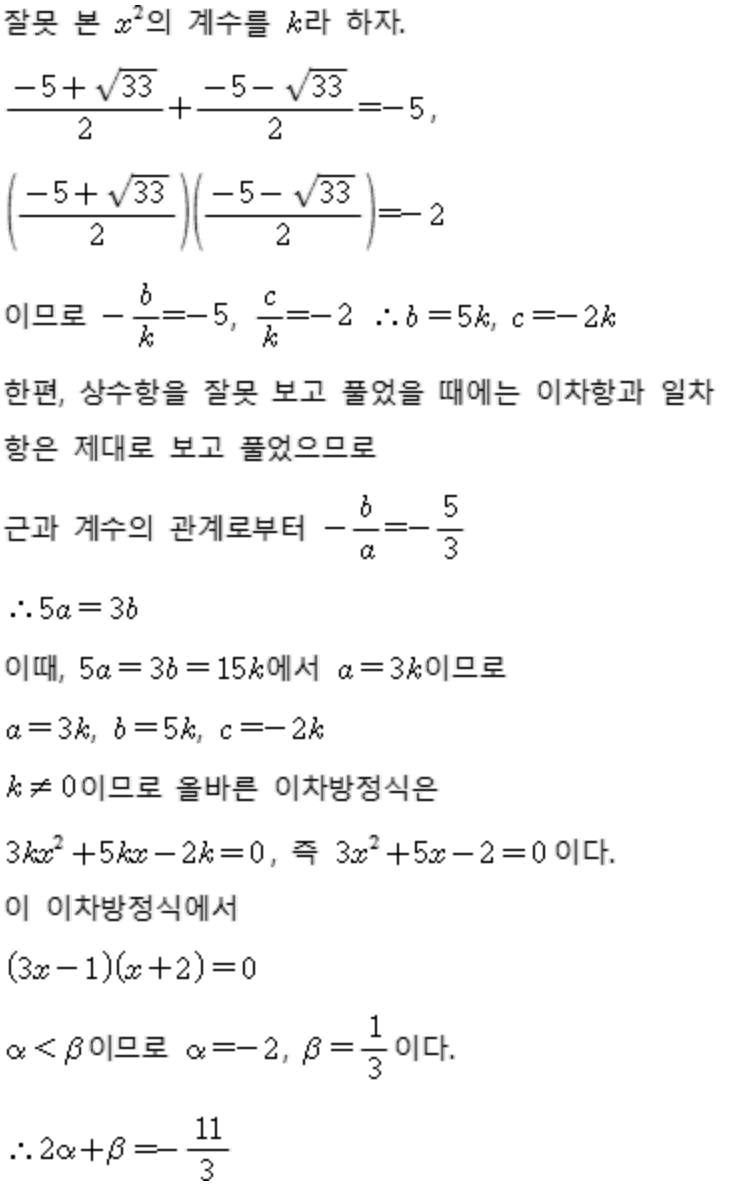 잘못 본 x²의 계수를 k라 하자.
(-5+√33)/2 + (-5-√33)/2 = -5,
((-5+√33)/2)((-5-√33)/2) = -2
이므로 -b/k = -5, c/k = -2 ∴ b = 5k, c = -2k
한편, 상수항을 잘못 보고 풀었을 때에는 이차항과 일차
항은 제대로 보고 풀었으므로
근과 계수의 관계로부터 -b/a = -5/3
∴ 5a = 3b
이때, 5a = 3b = 15k에서 a = 3k이므로
a = 3k, b = 5k, c = -2k
k ≠ 0이므로 올바른 이차방정식은
3kx² + 5kx - 2k = 0, 즉 3x² + 5x - 2 = 0이다.
이 이차방정식에서
(3x-1)(x+2) = 0
α < β이므로 α = -2, β = 1/3이다.
∴ 2α+β = -11/3